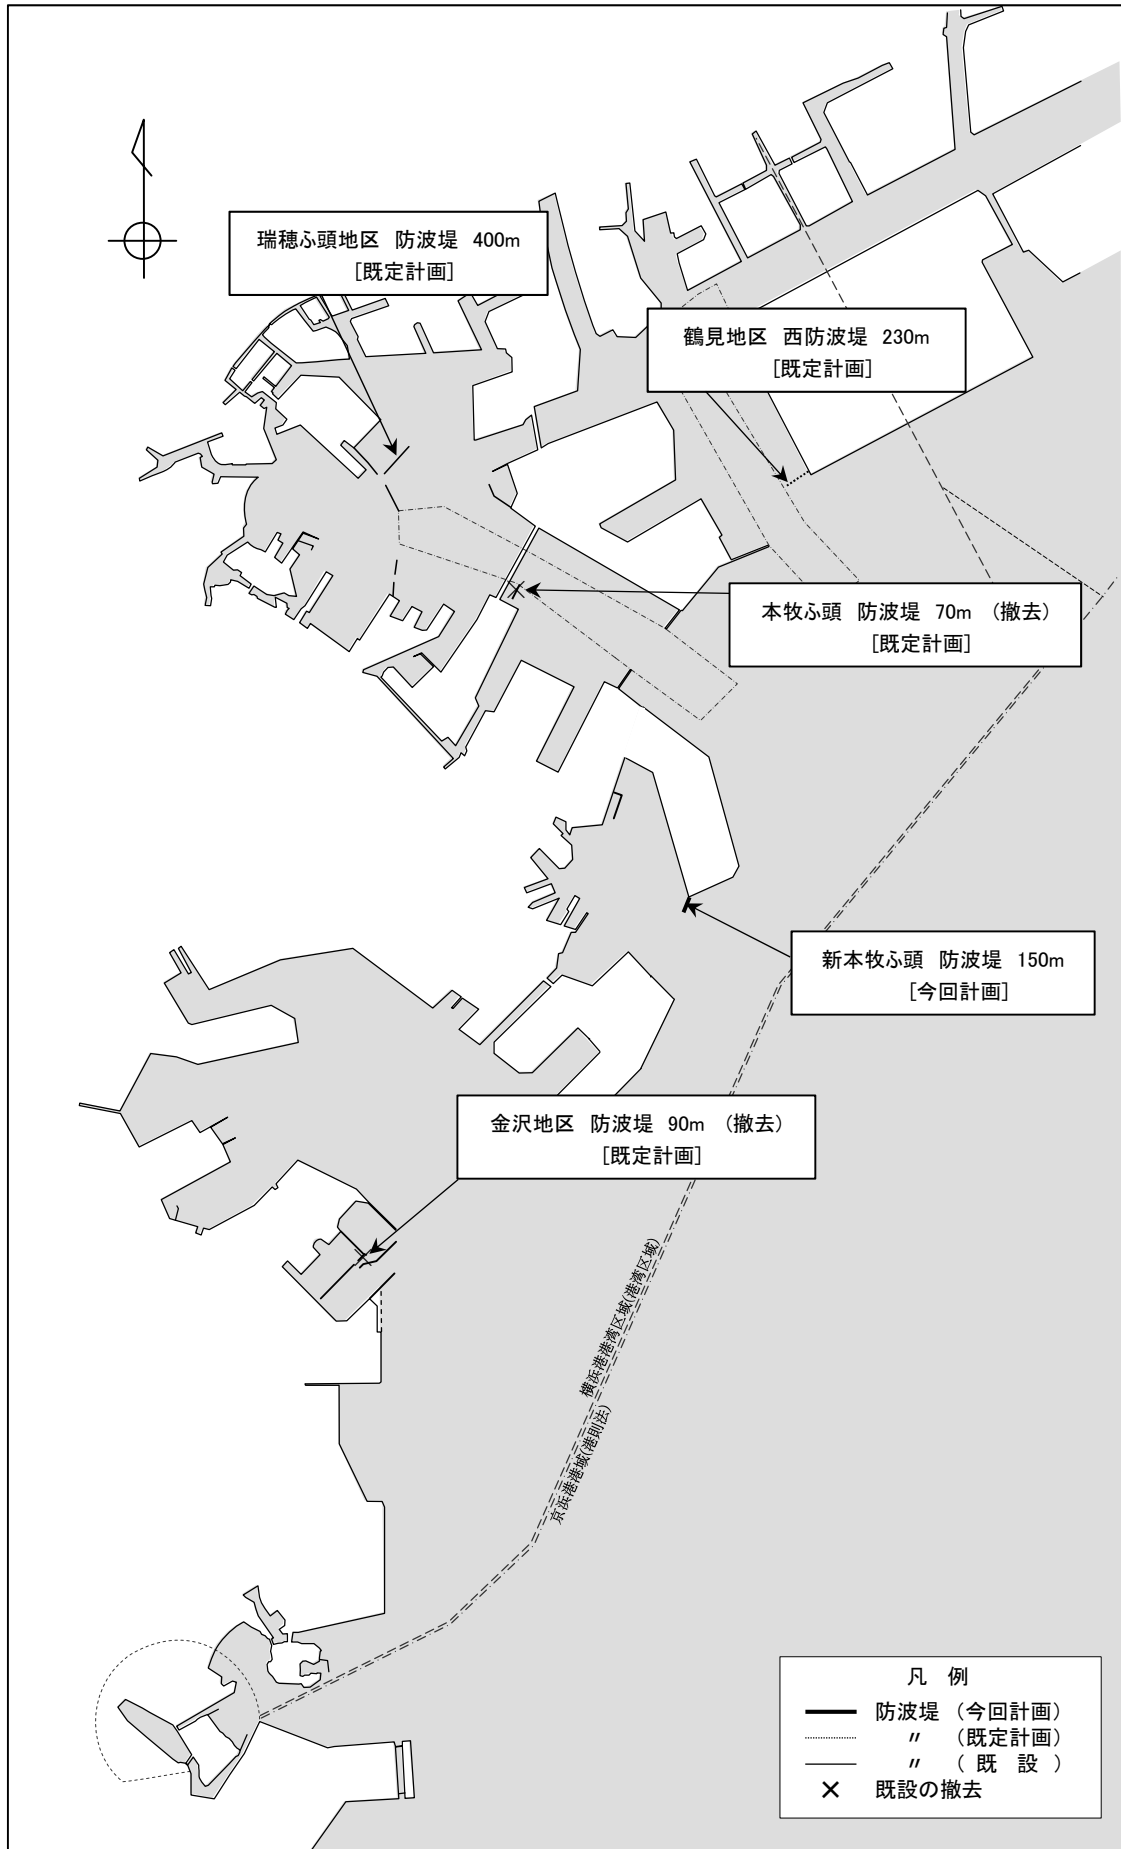 瑞穂ふ頭地区 防波堤 400m
[既定計画]
鶴見地区 西防波堤 230m
[既定計画]
本牧ふ頭 防波堤 70m （撤去）
[既定計画]
新本牧ふ頭 防波堤 150m
[今回計画]
金沢地区 防波堤 90m （撤去）
[既定計画]
横浜港港湾区域(港湾区域)
京浜港港域(港則法)
凡 例
防波堤 （今回計画）
〃 （既定計画）
〃 （ 既 設 ）
既設の撤去